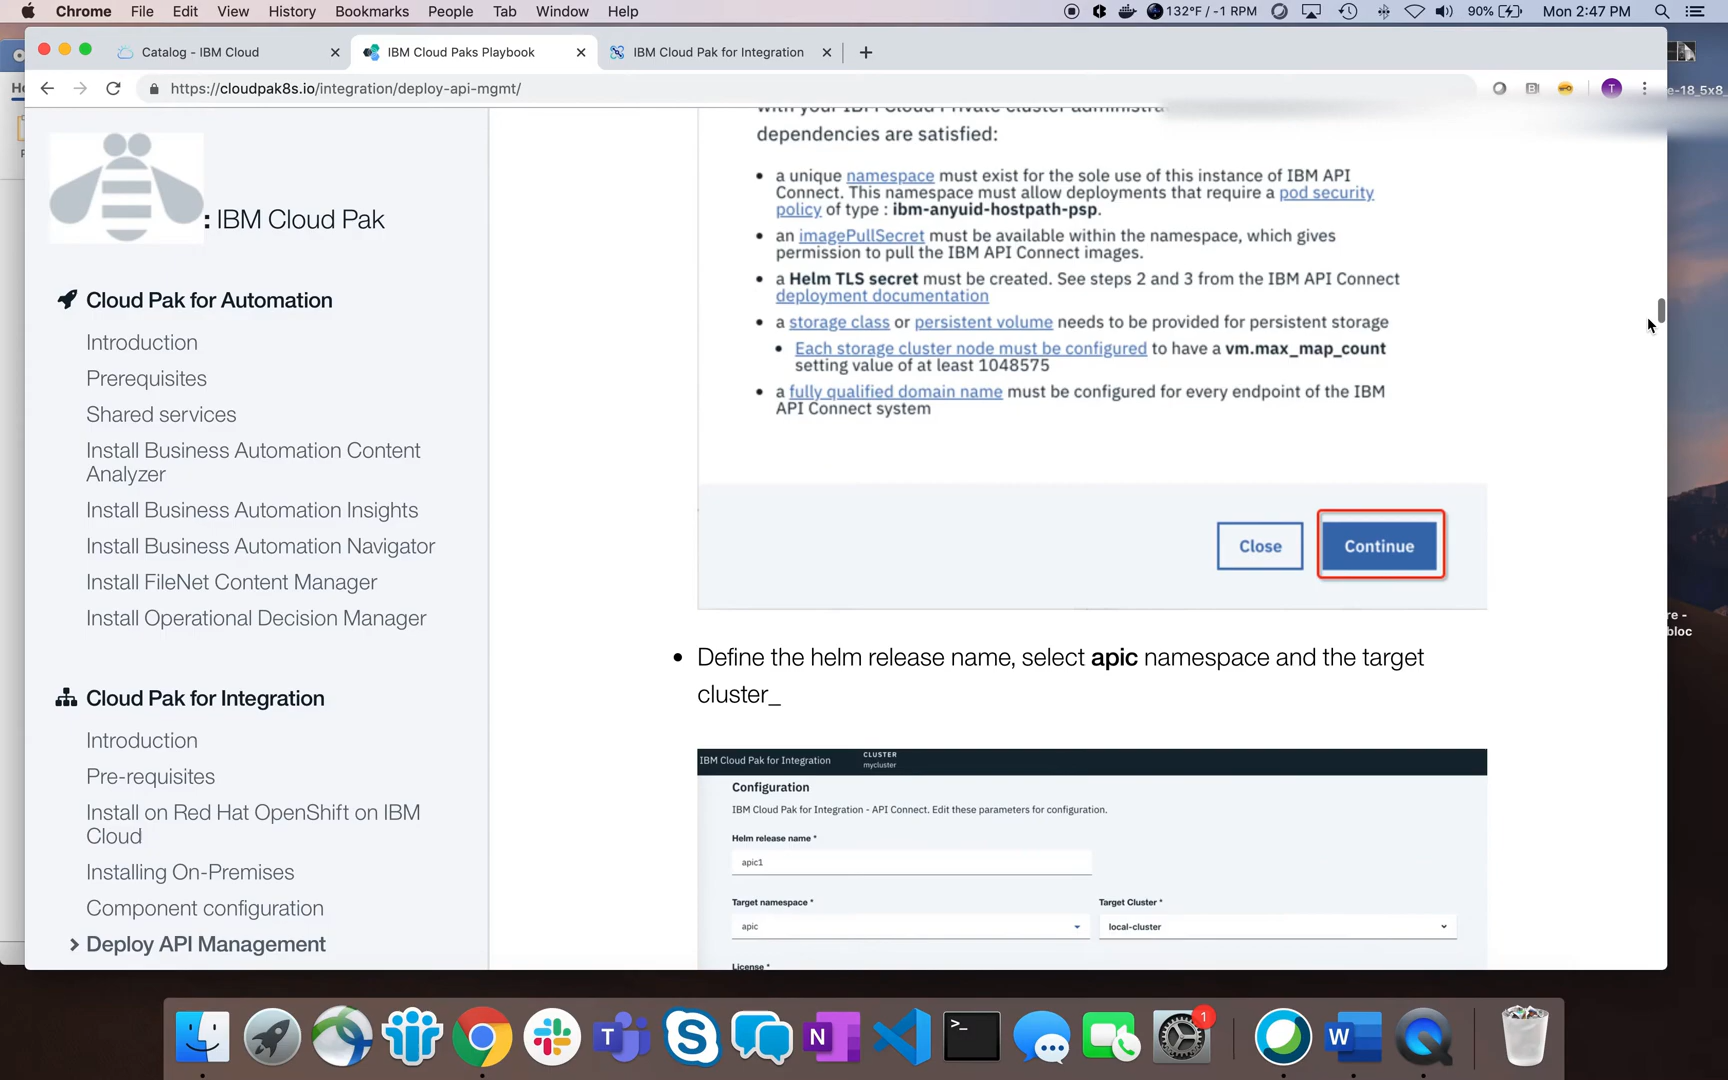 Chrome File Edit View History Bookmarks People Tab Window Help
132°F / -1 RPM 90% Mon 2:47 PM
Catalog - IBM Cloud
IBM Cloud Paks Playbook
IBM Cloud Pak for Integration
https://cloudpak8s.io/integration/deploy-api-mgmt/
T
e-18_5x8_
: IBM Cloud Pak
Cloud Pak for Automation
Introduction
Prerequisites
Shared services
Install Business Automation Content
Analyzer
Install Business Automation Insights
Install Business Automation Navigator
Install FileNet Content Manager
Install Operational Decision Manager
Cloud Pak for Integration
Introduction
Pre-requisites
Install on Red Hat OpenShift on IBM
Cloud
Installing On-Premises
Component configuration
Deploy API Management
with your IBM Cloud Private cluster
dependencies are satisfied:
a unique namespace must exist for the sole use of this instance of IBM API
Connect. This namespace must allow deployments that require a pod security
policy of type : ibm-anyuid-hostpath-psp.
an imagePullSecret must be available within the namespace, which gives
permission to pull the IBM API Connect images.
a Helm TLS secret must be created. See steps 2 and 3 from the IBM API Connect
deployment documentation
a storage class or persistent volume needs to be provided for persistent storage
Each storage cluster node must be configured to have a vm.max_map_count
setting value of at least 1048575
a fully qualified domain name must be configured for every endpoint of the IBM
API Connect system
Close
Continue
Define the helm release name, select apic namespace and the target
cluster_
IBM Cloud Pak for Integration
CLUSTER
mycluster
Configuration
IBM Cloud Pak for Integration - API Connect. Edit these parameters for configuration.
Helm release name *
apic1
Target namespace *
apic
Target Cluster *
local-cluster
License *
re -
bloc
1